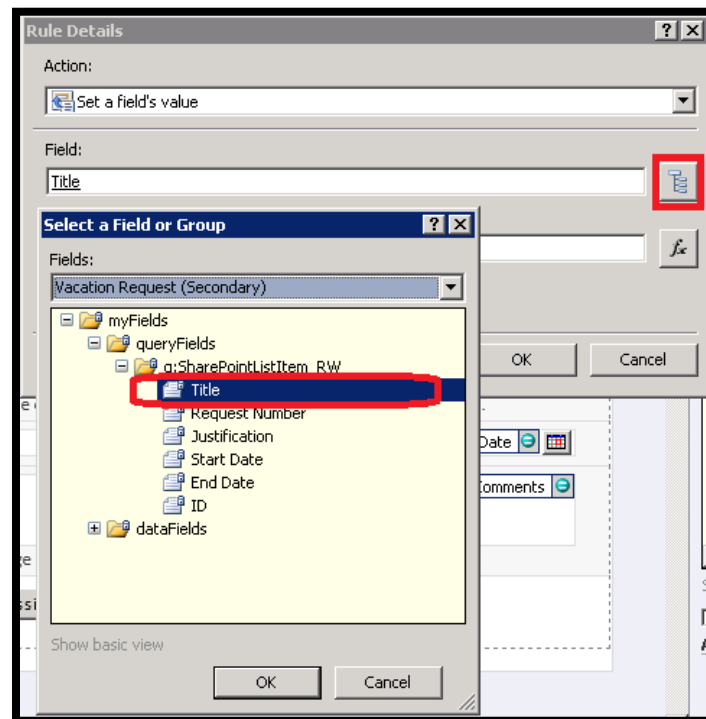 Rule Details
Action:
Set a field's value
Field:
Title
Select a Field or Group
Fields:
fx
Vacation Request (Secondary)
myFields
queryFields
q:SharePointListItem_RW
OK Cancel
Title
Request Number
Justification
Date
Start Date
End Date
Comments
ID
dataFields
Show basic view
OK Cancel